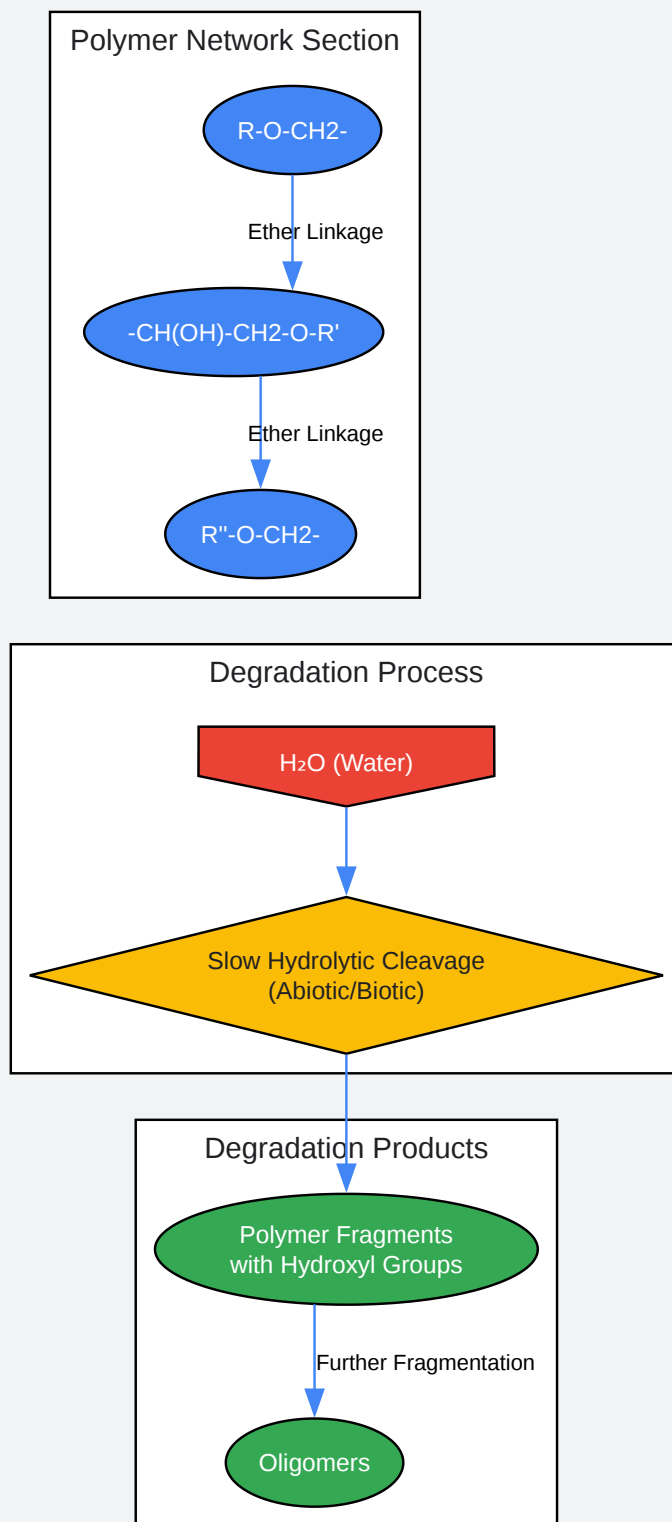 Polymer Network Section
R-O-CH2-
Ether Linkage
-CH(OH)-CH2-O-R'
Ether Linkage
R"-O-CH2-
Degradation Process
H₂O (Water)
Slow Hydrolytic Cleavage
(Abiotic/Biotic)
Degradation Products
Polymer Fragments
with Hydroxyl Groups
Further Fragmentation
Oligomers